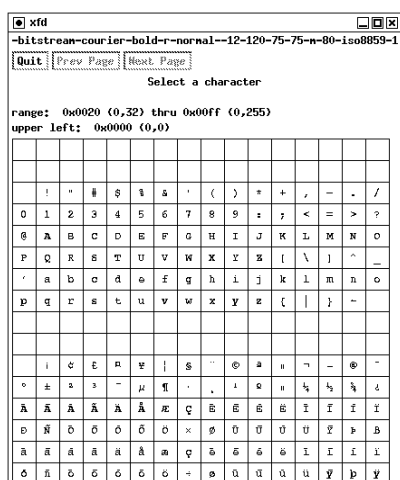 xfd
-bitstream-courier-bold-r-normal--12-120-75-75-m-80-iso8859-1
Quit Prev Page Next Page
Select a character
range: 0x0020 (0,32) thru 0x00ff (0,255)
upper left: 0x0000 (0,0)
! " # $ % & ' ( ) * + , - . /
0 1 2 3 4 5 6 7 8 9 : ; < = > ?
@ A B C D E F G H I J K L M N O
P Q R S T U V W X Y Z [ \ ] ^ _
‘ a b c d e f g h i j k l m n o
p q r s t u v w x y z { | } ~
¡ ¢ £ ¤ ¥ ¦ § ¨ © ª « ¬ - ® ¯
° ± ² ³ ´ µ ¶ · ¸ ¹ º » ¼ ½ ¾ ¿
À Á Â Ã Ä Å Æ Ç È É Ê Ë Ì Í Î Ï
Ð Ñ Ò Ó Ô Õ Ö × Ø Ù Ú Û Ü Ý Þ ß
à á â ã ä å æ ç è é ê ë ì í î ï
ð ñ ò ó ô õ ö ÷ ø ù ú û ü ý þ ÿ